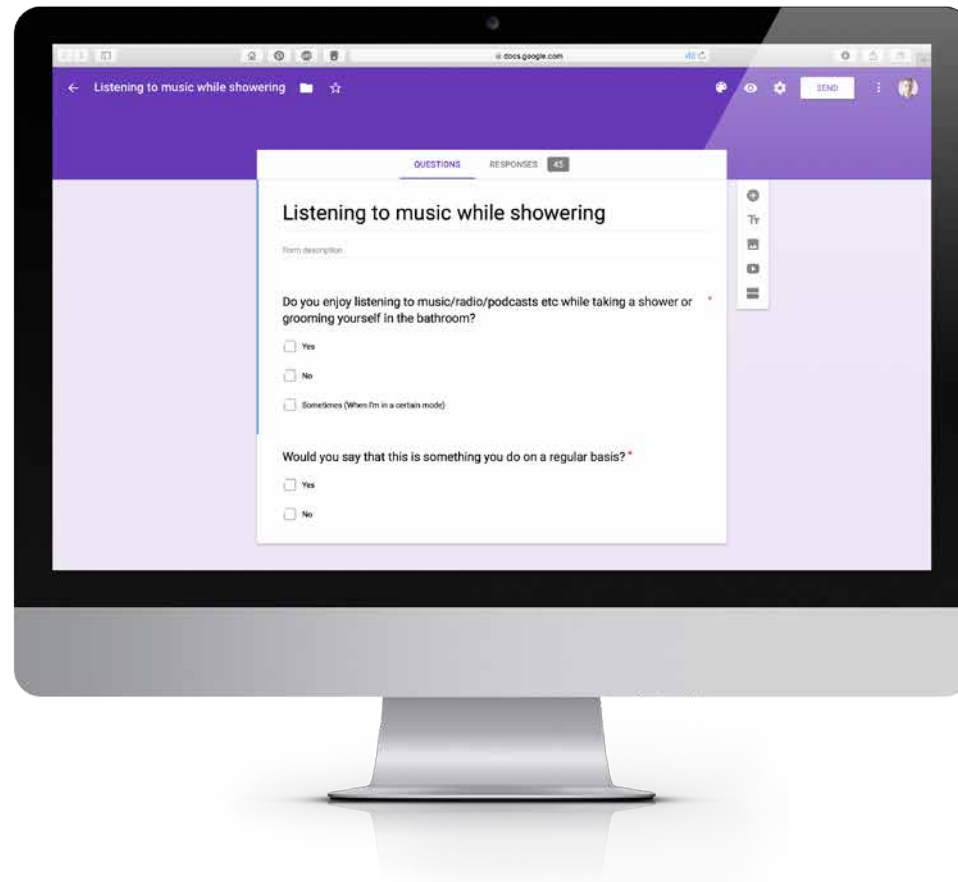 docs.google.com
Listening to music while showering
SEND
QUESTIONS RESPONSES 45
Listening to music while showering
Form description
Do you enjoy listening to music/radio/podcasts etc while taking a shower or
grooming yourself in the bathroom?
*
Yes
No
Sometimes (When I'm in a certain mode)
Would you say that this is something you do on a regular basis? *
Yes
No